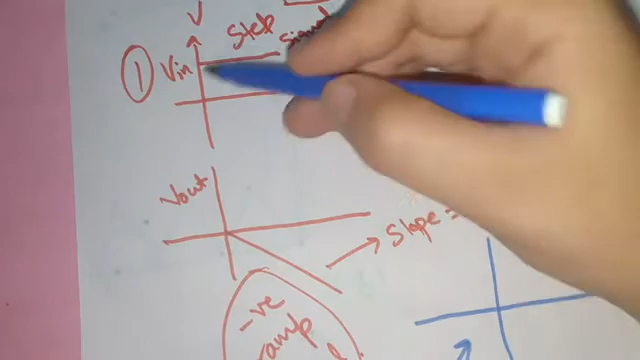 V
Step
① Vin
Vout
Slope =
-ve
ramp